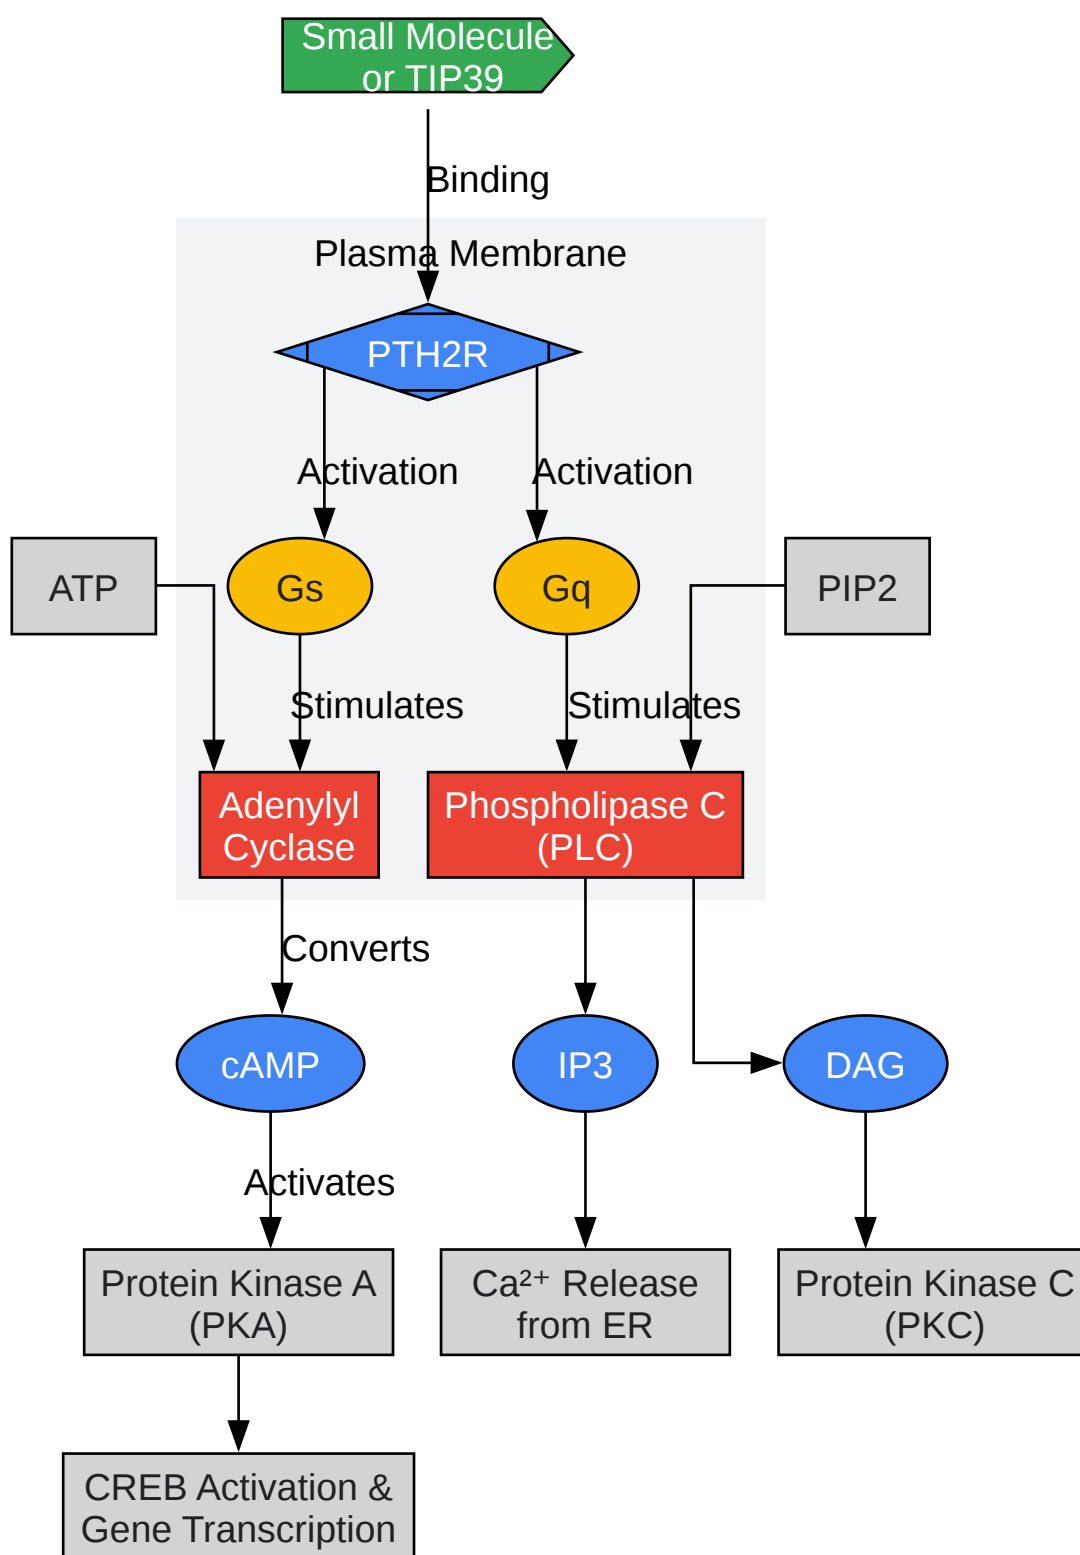 Small Molecule
or TIP39
Binding
Plasma Membrane
PTH2R
Activation
Activation
ATP
Gs
Gq
PIP2
Stimulates
Stimulates
Adenylyl
Cyclase
Phospholipase C
(PLC)
Converts
cAMP
IP3
DAG
Activates
Protein Kinase A
(PKA)
Ca²⁺ Release
from ER
Protein Kinase C
(PKC)
CREB Activation &
Gene Transcription